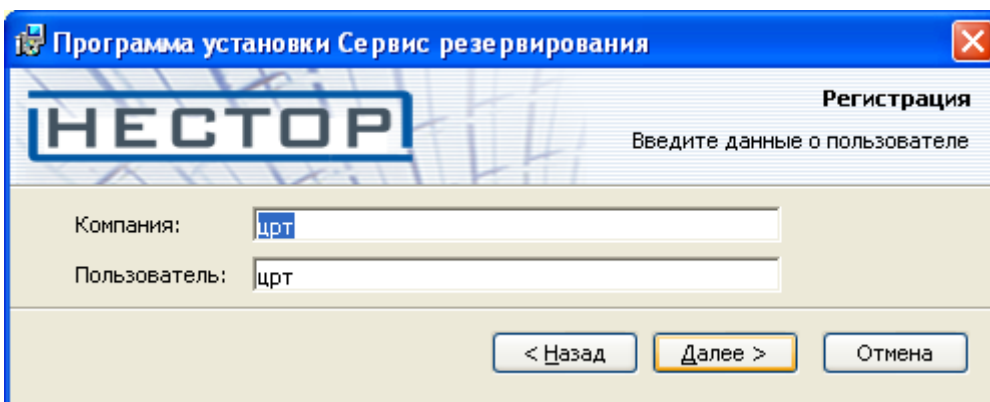 Программа установки Сервис резервирования
НЕСТОР
Регистрация
Введите данные о пользователе
Компания:
црт
Пользователь:
црт
< Назад
Далее >
Отмена